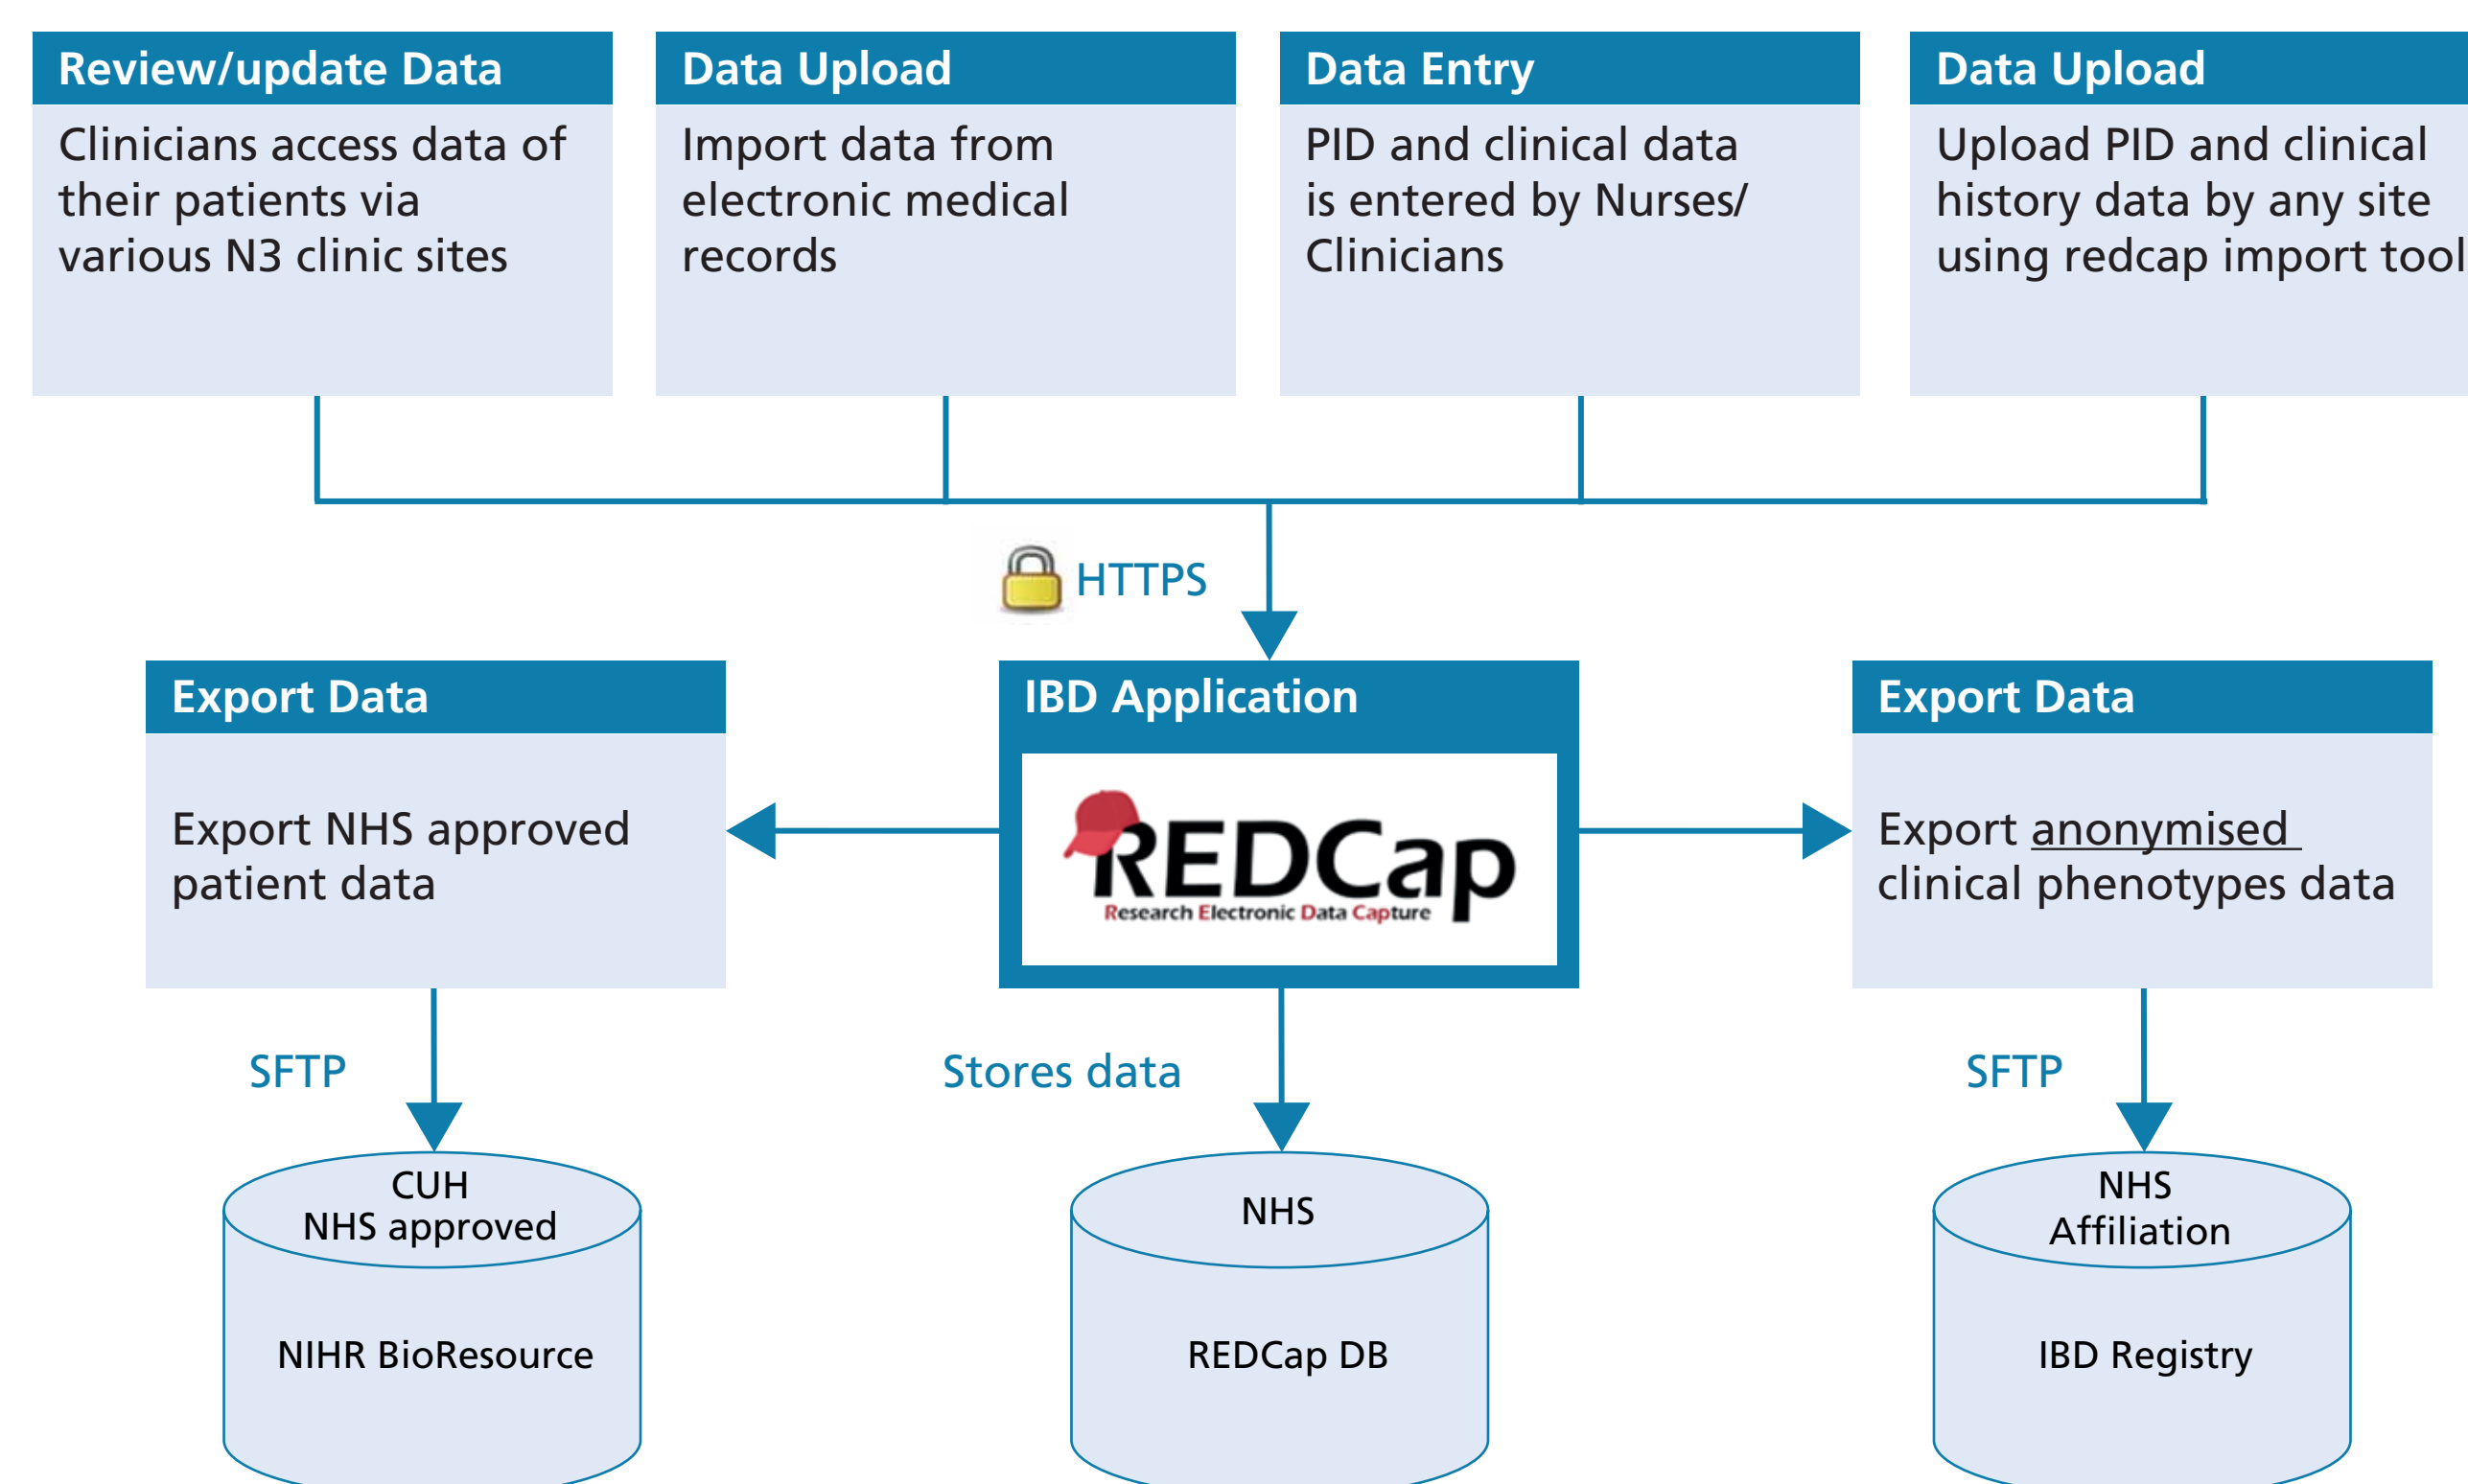 Review/update Data
Clinicians access data of
their patients via
various N3 clinic sites
Data Upload
Import data from
electronic medical
records
Data Entry
PID and clinical data
is entered by Nurses/
Clinicians
Data Upload
Upload PID and clinical
history data by any site
using redcap import tool
HTTPS
Export Data
Export NHS approved
patient data
IBD Application
REDCap
Research Electronic Data Capture
Export Data
Export anonymised
clinical phenotypes data
SFTP
Stores data
SFTP
CUH
NHS approved
NIHR BioResource
NHS
REDCap DB
NHS
Affiliation
IBD Registry